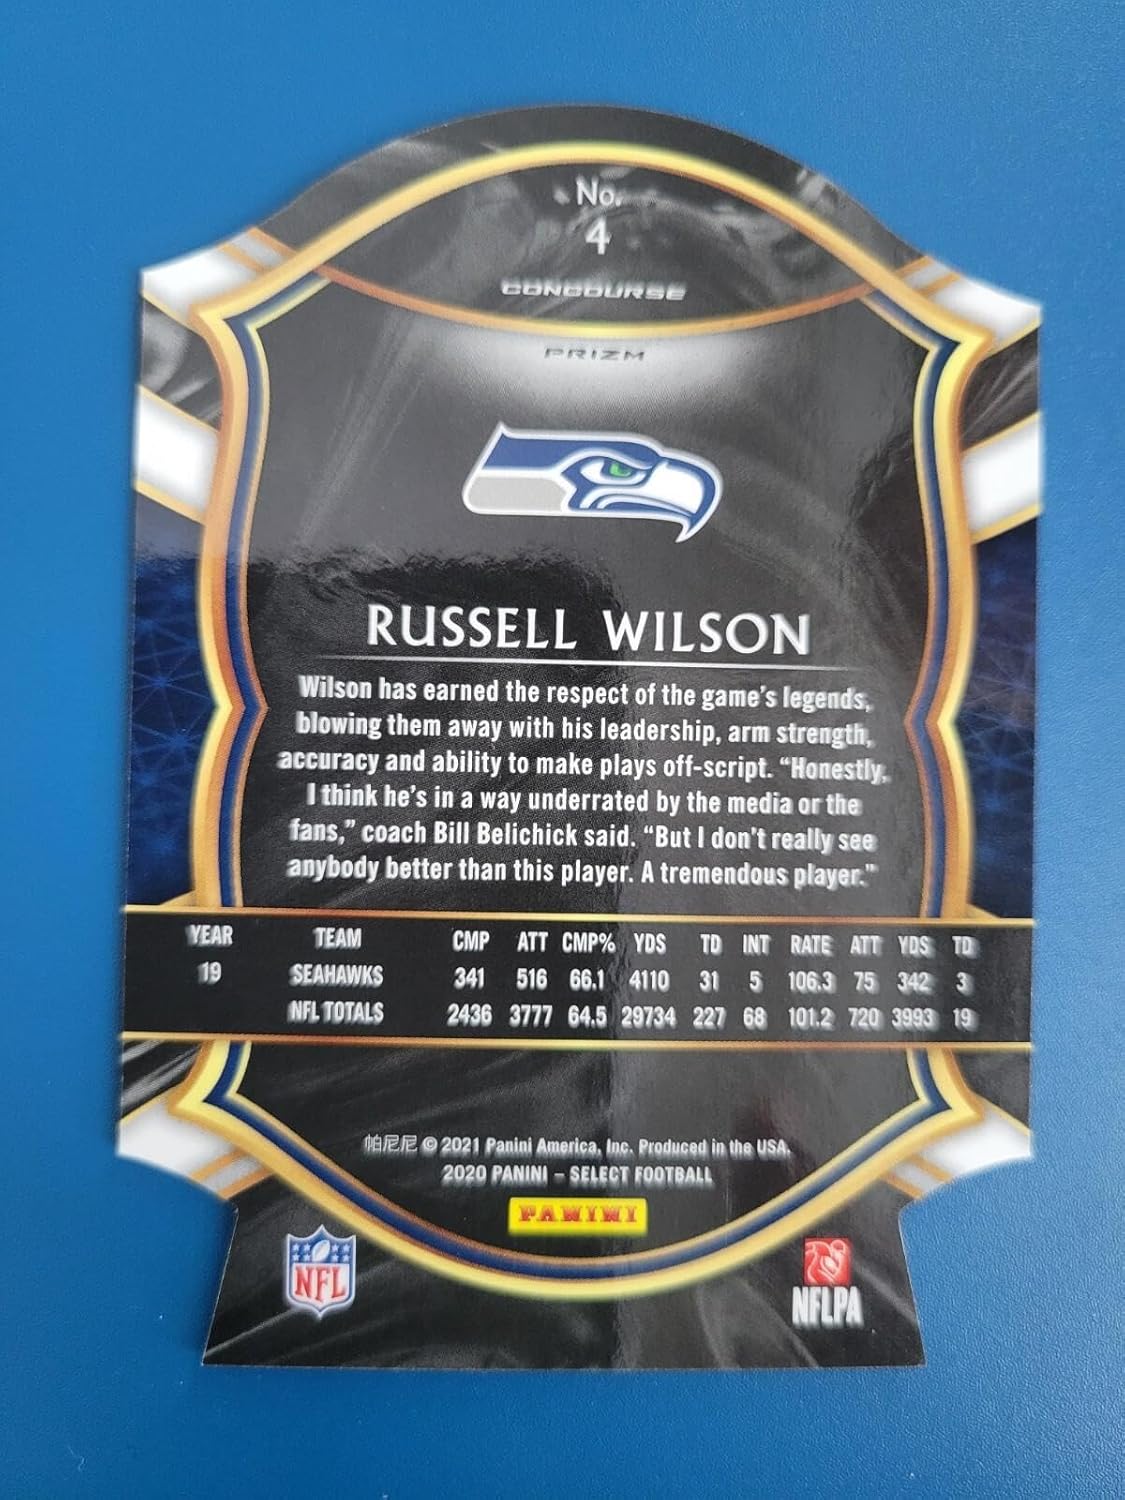 No.
4
CONCOURSE
PRIZM
RUSSELL WILSON
Wilson has earned the respect of the game's legends,
blowing them away with his leadership, arm strength,
accuracy and ability to make plays off-script. “Honestly,
I think he's in a way underrated by the media or the
fans,” coach Bill Belichick said. “But I don't really see
anybody better than this player. A tremendous player.”
YEAR TEAM CMP ATT CMP% YDS TD INT RATE ATT YDS TD
19 SEAHAWKS 341 516 66.1 4110 31 5 106.3 75 342 3
NFL TOTALS 2436 3777 64.5 29734 227 68 101.2 720 3993 19
帕尼尼 © 2021 Panini America, Inc. Produced in the USA.
2020 PANINI – SELECT FOOTBALL
PANINI
NFL
NFLPA